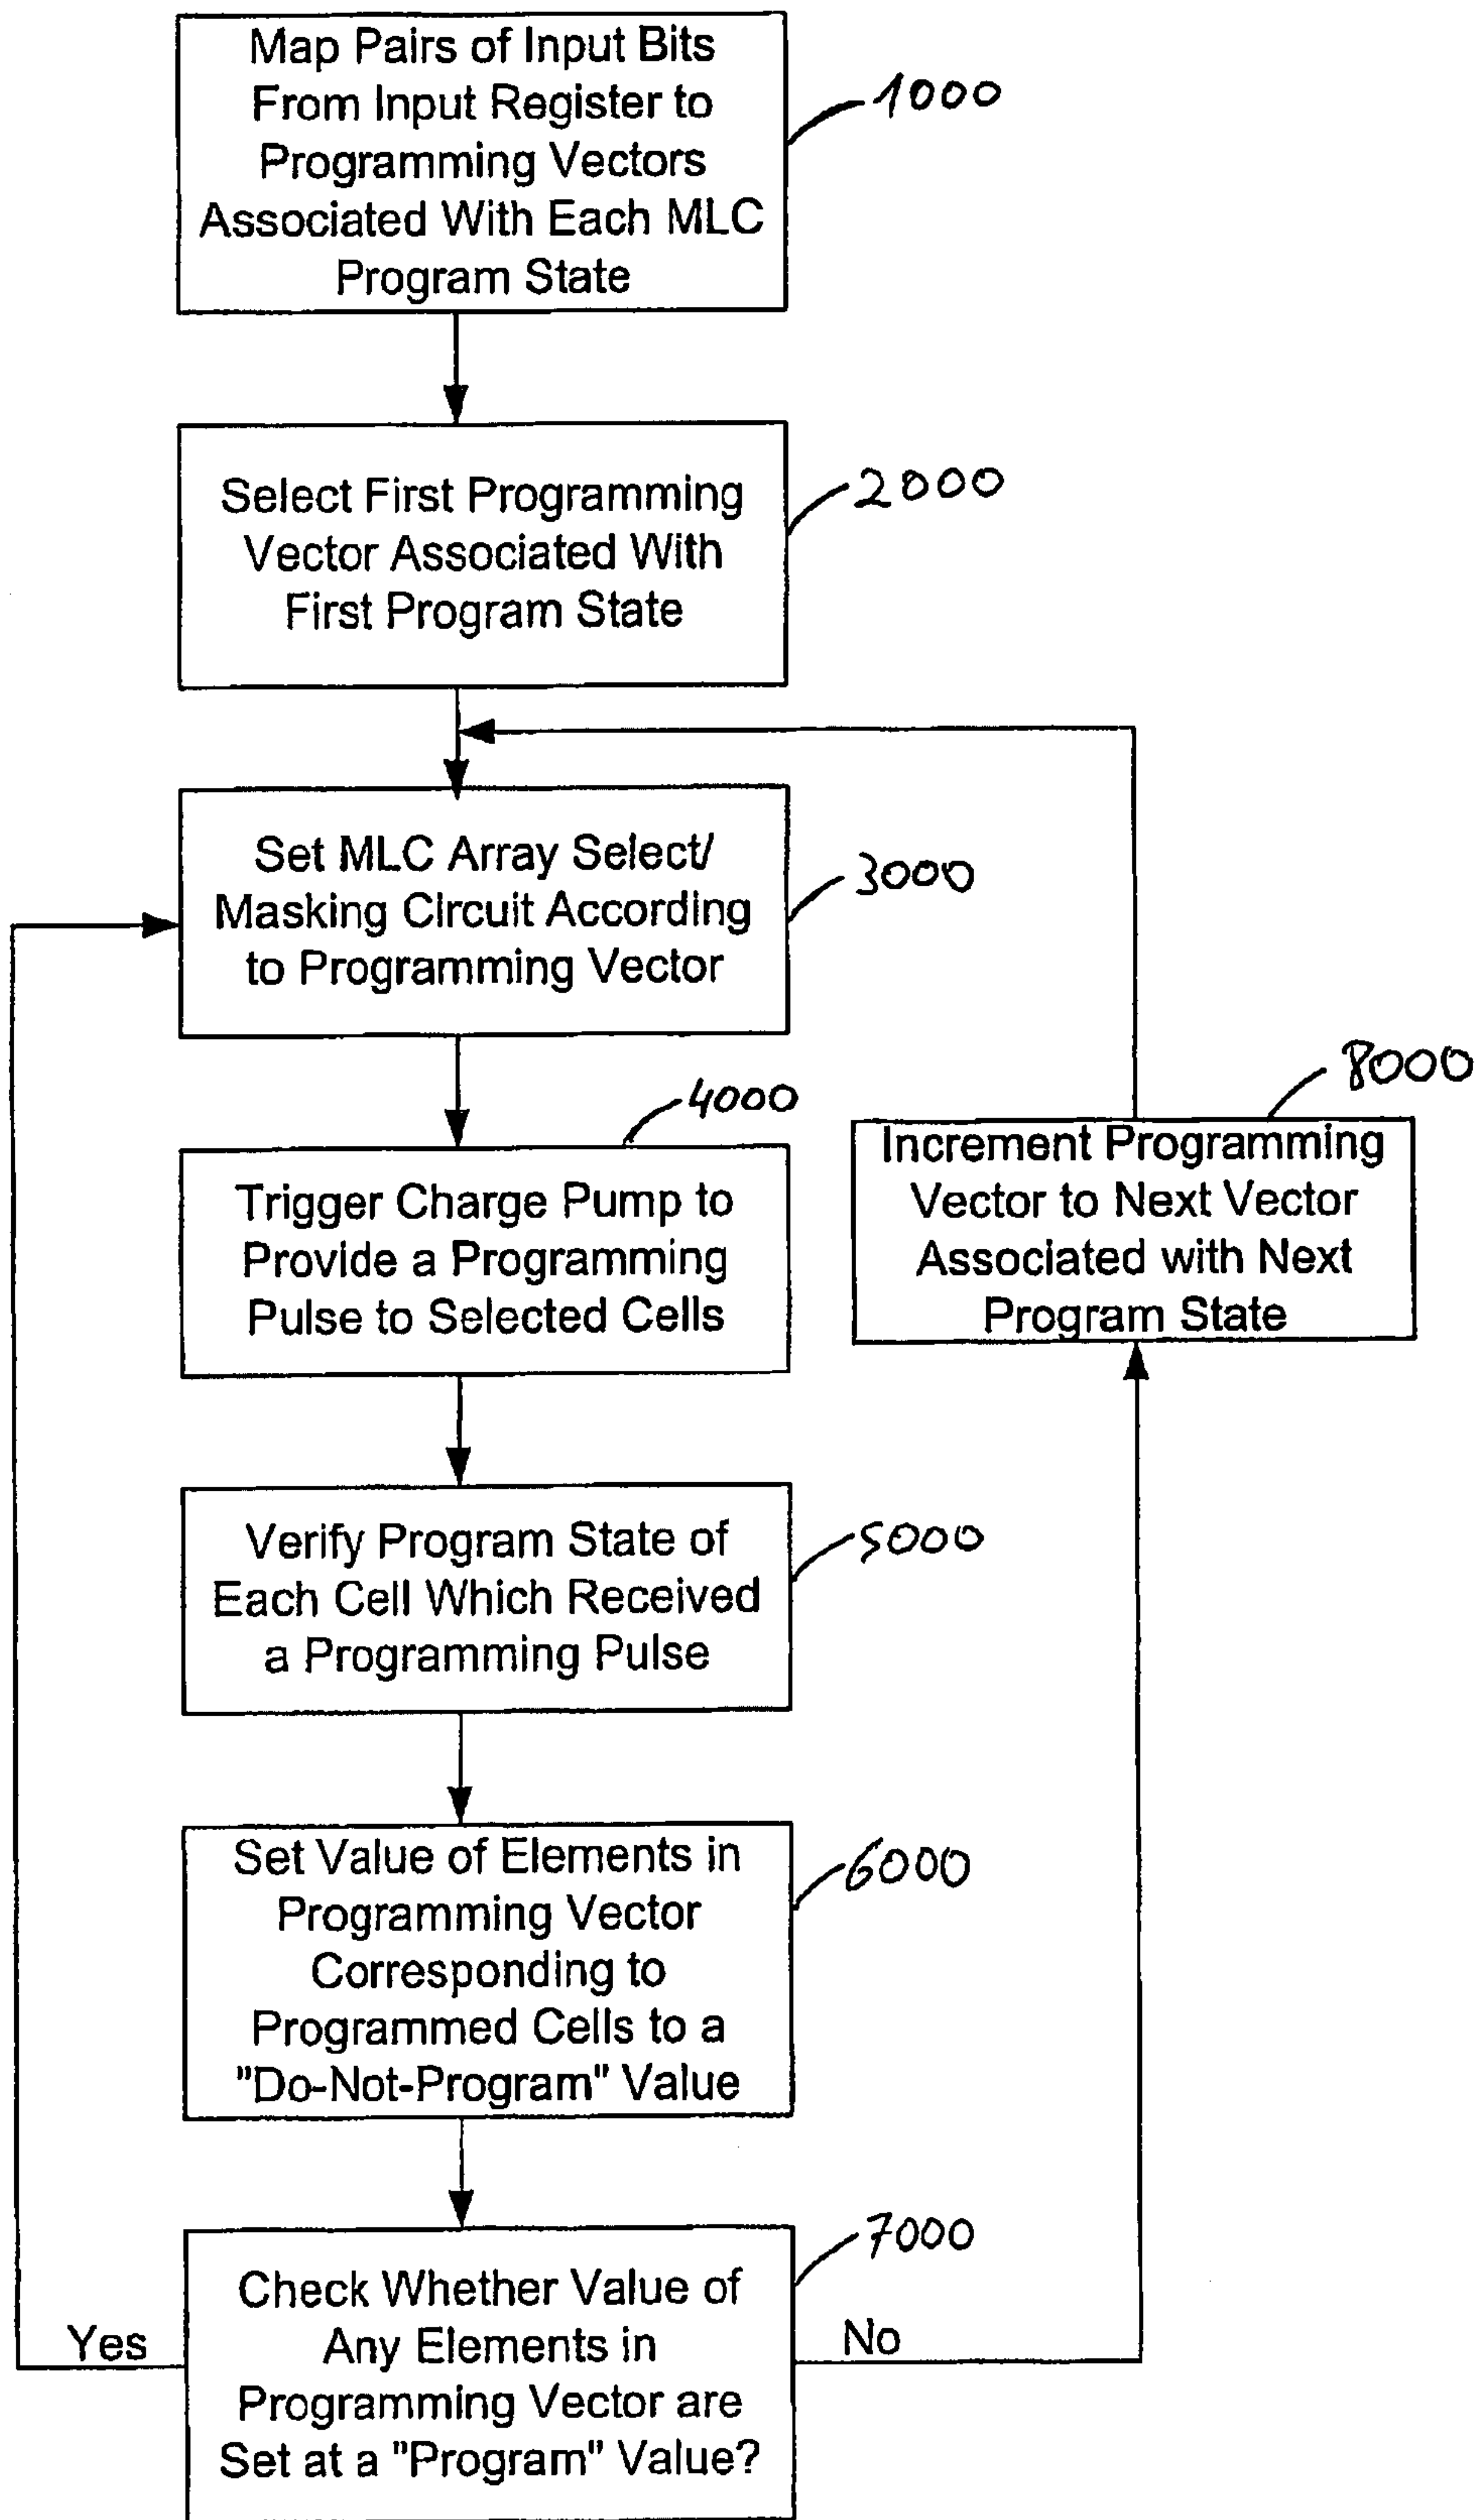 Map Pairs of Input Bits
From Input Register to
Programming Vectors
Associated With Each MLC
Program State
1000
Select First Programming
Vector Associated With
First Program State
2000
Set MLC Array Select/
Masking Circuit According
to Programming Vector
3000
4000
Trigger Charge Pump to
Provide a Programming
Pulse to Selected Cells
8000
Increment Programming
Vector to Next Vector
Associated with Next
Program State
Verify Program State of
Each Cell Which Received
a Programming Pulse
5000
Set Value of Elements in
Programming Vector
Corresponding to
Programmed Cells to a
"Do-Not-Program" Value
6000
7000
Check Whether Value of
Any Elements in
Programming Vector are
Set at a "Program" Value?
Yes
No